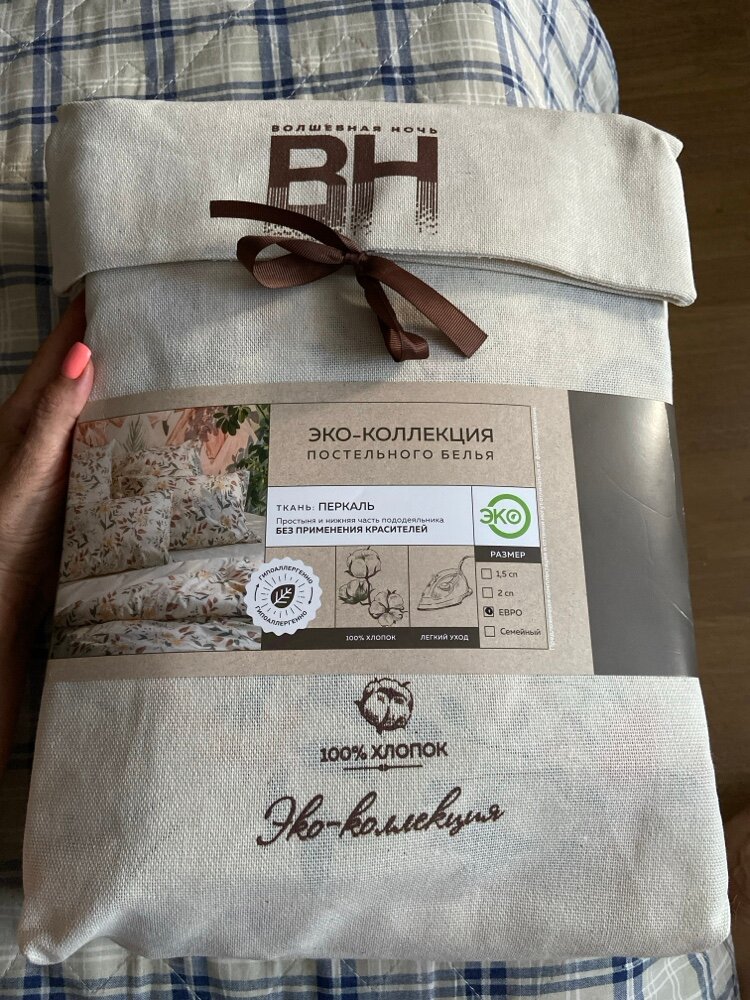 ВОЛШЕБНАЯ НОЧЬ
ВН
ЭКО-КОЛЛЕКЦИЯ
ПОСТЕЛЬНОГО БЕЛЬЯ
ТКАНЬ: ПЕРКАЛЬ
Простыня и нижняя часть пододеяльника
БЕЗ ПРИМЕНЕНИЯ КРАСИТЕЛЕЙ
ЭКО
РАЗМЕР
1,5 сп
2 сп
ЕВРО
Семейный
ГИПОАЛЛЕРГЕННО
ГИПОАЛЛЕРГЕННО
100% ХЛОПОК
ЛЕГКИЙ УХОД
100% ХЛОПОК
Эко-коллекция